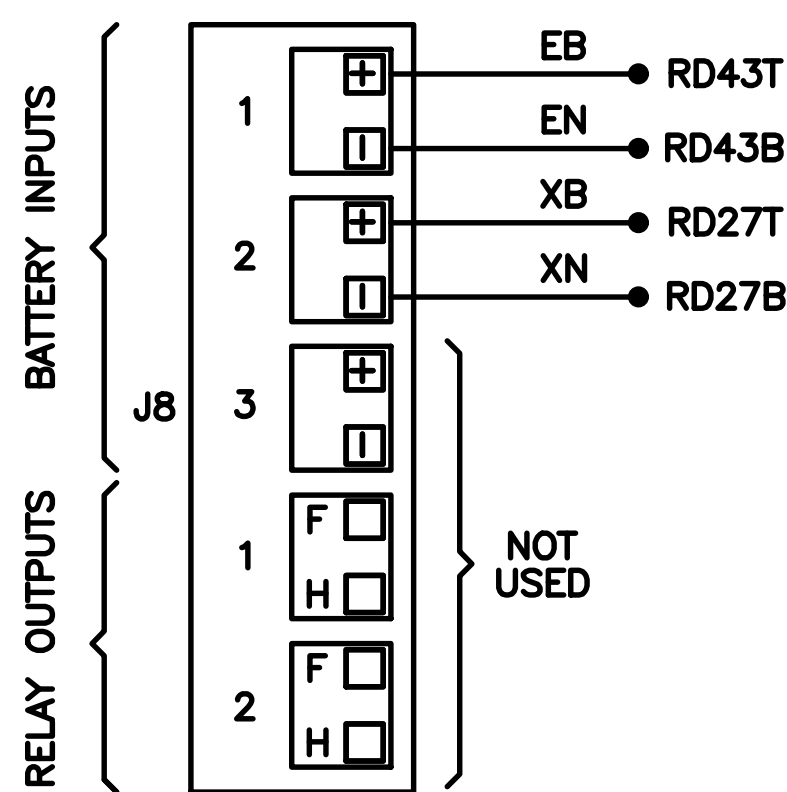 BATTERY INPUTS
RELAY OUTPUTS
J8
1
+
EB
RD43T
-
EN
RD43B
2
+
XB
RD27T
-
XN
RD27B
3
+
-
1
F
H
2
F
H
NOT
USED